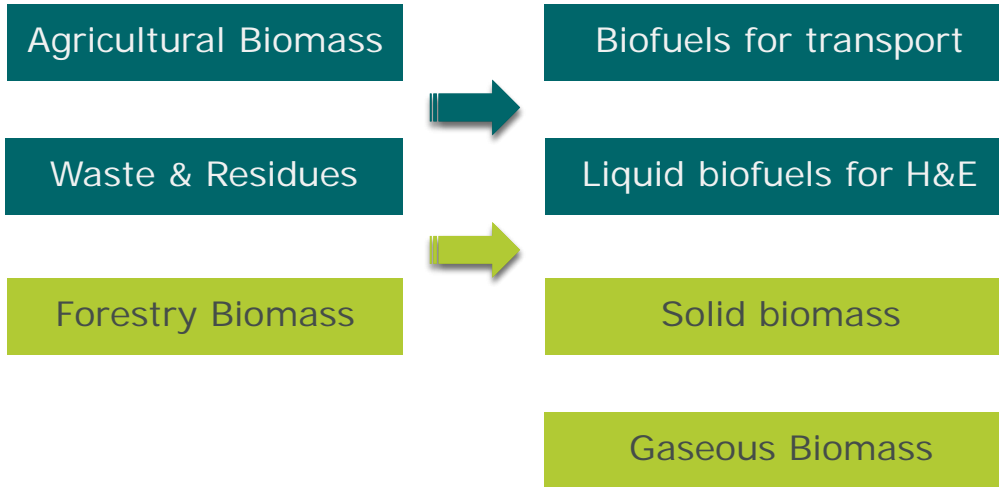 Agricultural Biomass
Biofuels for transport
Waste & Residues
Liquid biofuels for H&E
Forestry Biomass
Solid biomass
Gaseous Biomass